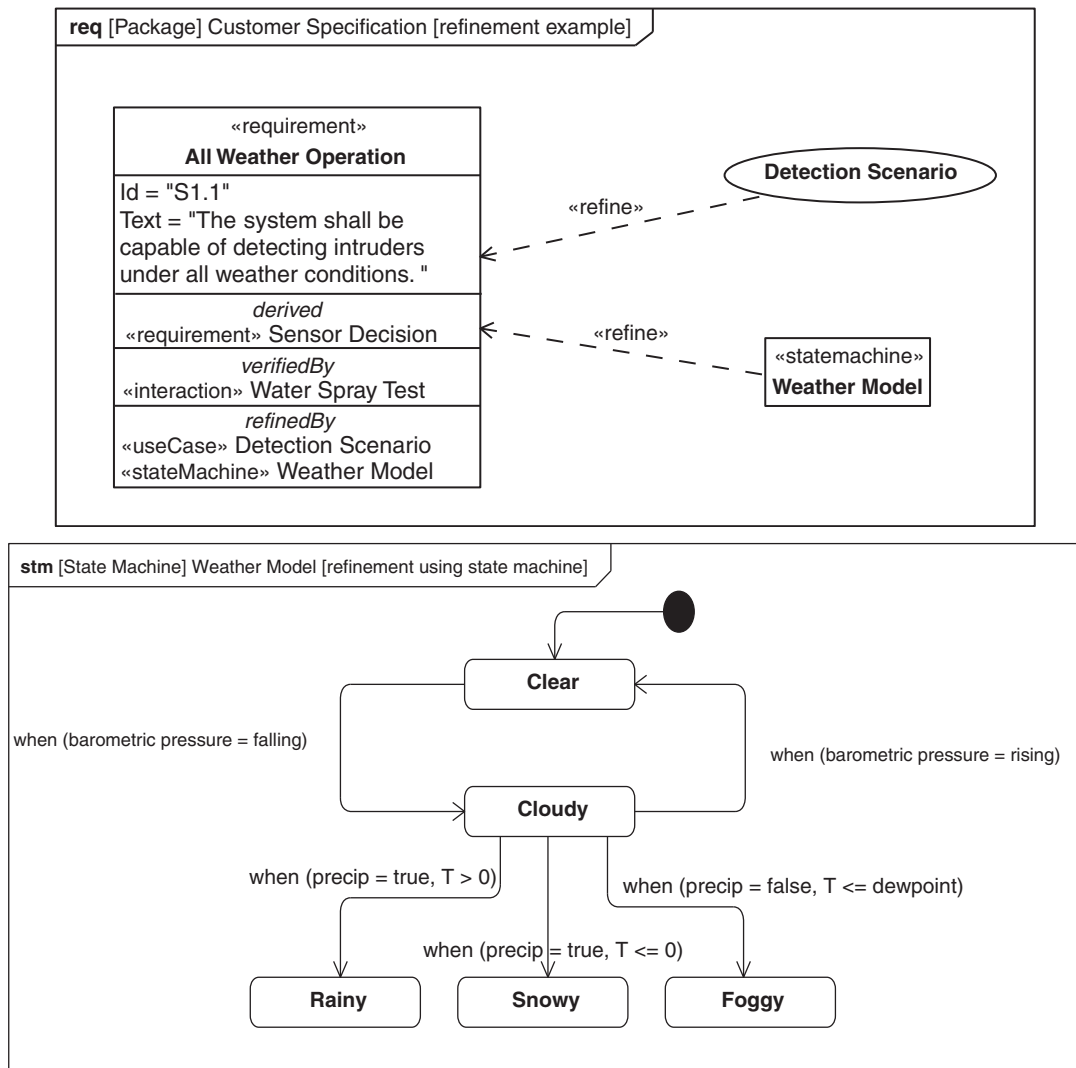 req [Package] Customer Specification [refinement example]
«requirement»
All Weather Operation
Id = "S1.1"
Text = "The system shall be
capable of detecting intruders
under all weather conditions. "
derived
«requirement» Sensor Decision
verifiedBy
«interaction» Water Spray Test
refinedBy
«useCase» Detection Scenario
«stateMachine» Weather Model
Detection Scenario
«refine»
«refine»
«statemachine»
Weather Model
stm [State Machine] Weather Model [refinement using state machine]
Clear
when (barometric pressure = falling)
when (barometric pressure = rising)
Cloudy
when (precip = true, T > 0)
when (precip = false, T <= dewpoint)
when (precip = true, T <= 0)
Rainy
Snowy
Foggy